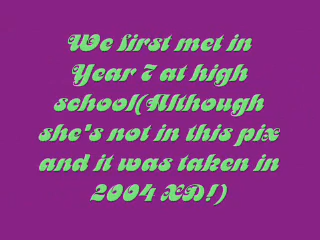 We first met in
Year 7 at high
school(Although
she's not in this pix
and it was taken in
2004 XD!)